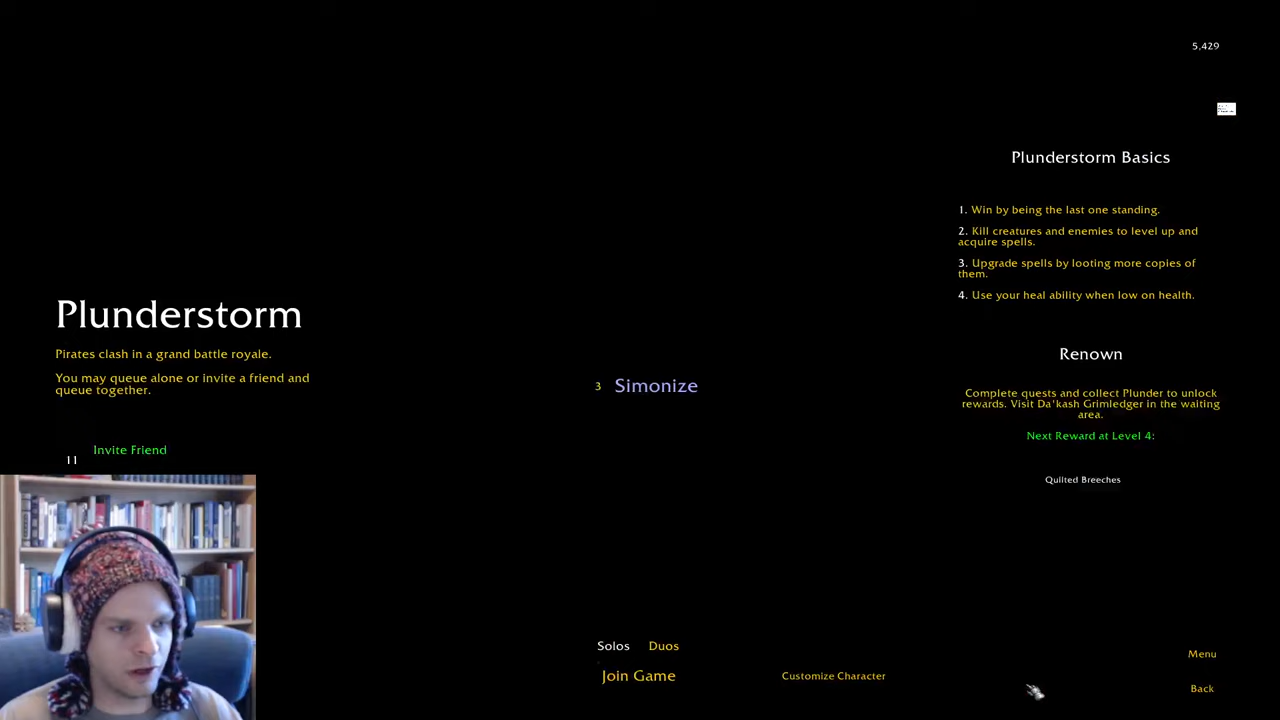 5,429
Plunderstorm Basics
1. Win by being the last one standing.
2. Kill creatures and enemies to level up and
acquire spells.
3. Upgrade spells by looting more copies of
them.
4. Use your heal ability when low on health.
Plunderstorm
Pirates clash in a grand battle royale.
You may queue alone or invite a friend and
queue together.
Invite Friend
11
3 Simonize
Renown
Complete quests and collect Plunder to unlock
rewards. Visit Da'kash Grimledger in the waiting
area.
Next Reward at Level 4:
Quilted Breeches
Solos Duos
Join Game
Customize Character
Menu
Back